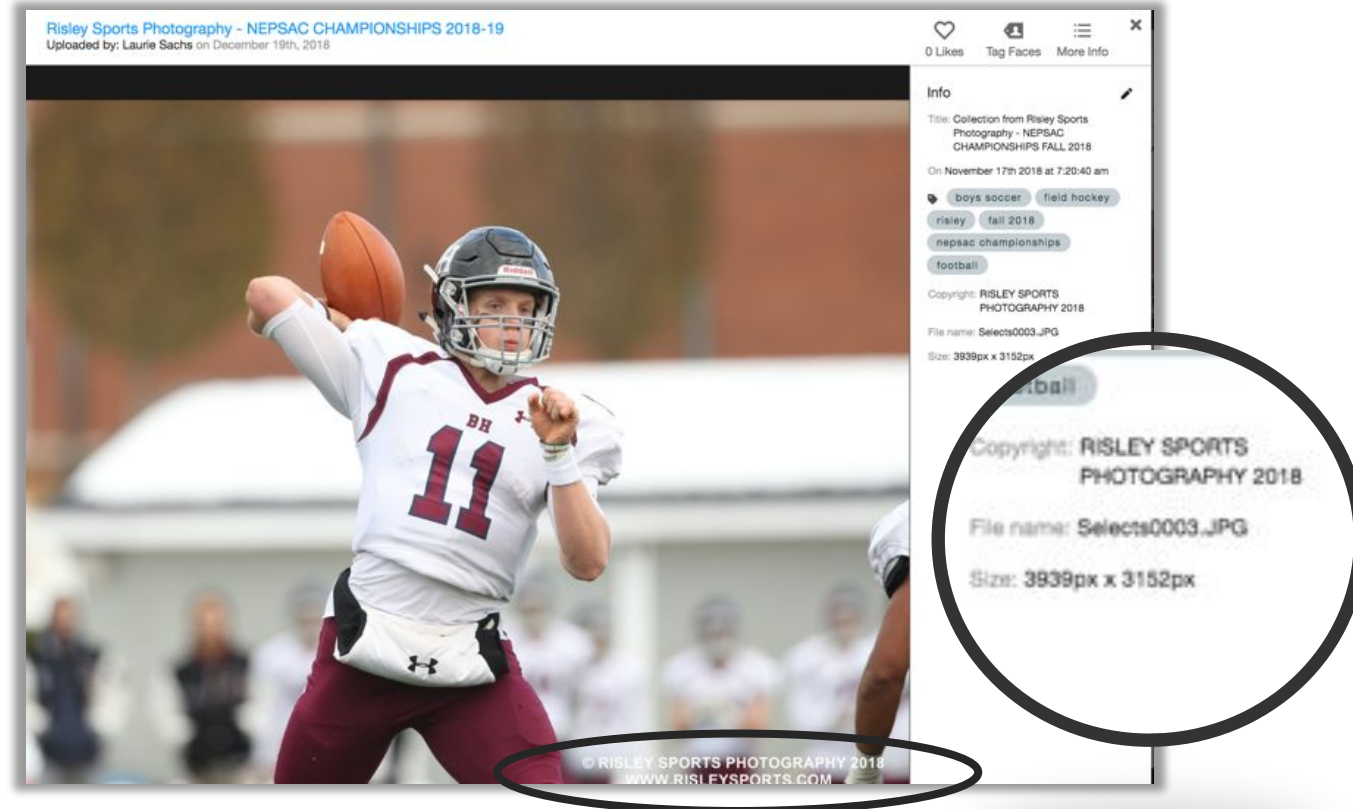 Risley Sports Photography - NEPSAC CHAMPIONSHIPS 2018-19
Uploaded by: Laurie Sachs on December 19th, 2018
0 Likes
Tag Faces
More Info
×
Riddell
BH
11
© RISLEY SPORTS PHOTOGRAPHY 2018
WWW.RISLEYSPORTS.COM
Info
Title: Collection from Risley Sports
Photography - NEPSAC
CHAMPIONSHIPS FALL 2018
On November 17th 2018 at 7:20:40 am
boys soccer field hockey
risley fall 2018
nepsac championships
football
Copyright: RISLEY SPORTS
PHOTOGRAPHY 2018
File name: Selects0003.JPG
Size: 3939px x 3152px
tball
Copyright: RISLEY SPORTS
PHOTOGRAPHY 2018
File name: Selects0003.JPG
Size: 3939px x 3152px